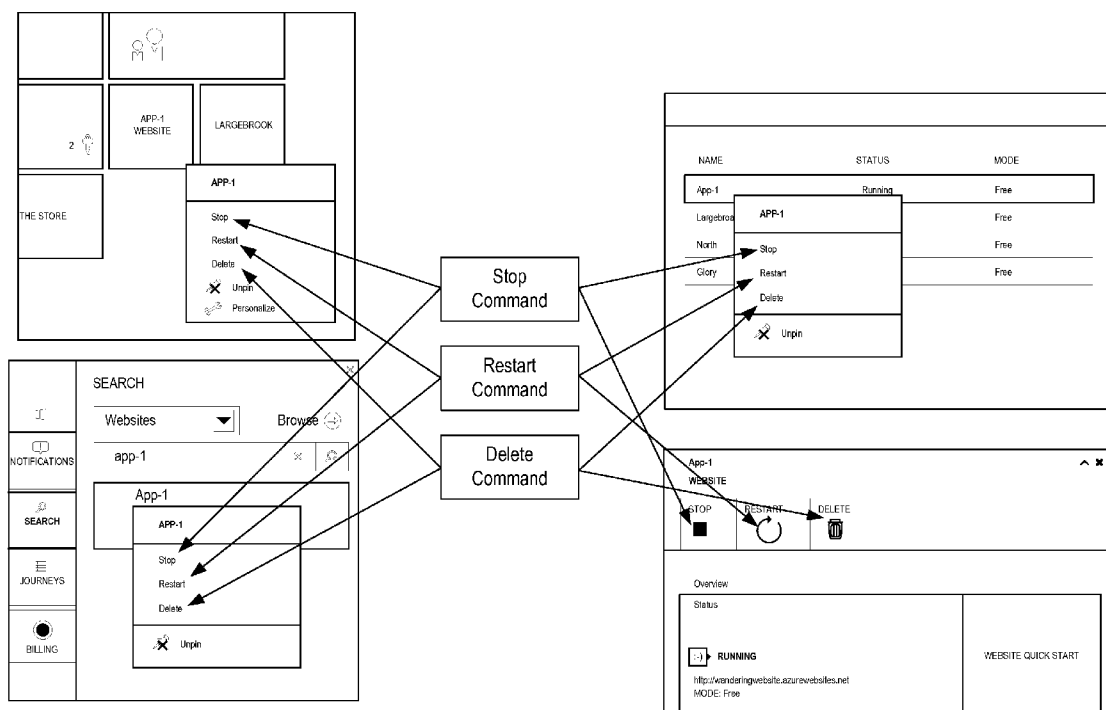 2
APP-1
WEBSITE
LARGEBROOK
THE STORE
APP-1
Stop
Restart
Delete
Unpin
Personalize
SEARCH
Websites
Browse
NOTIFICATIONS
app-1
SEARCH
JOURNEYS
BILLING
App-1
APP-1
Stop
Restart
Delete
Unpin
Stop
Command
Restart
Command
Delete
Command
NAME STATUS MODE
App-1 Running Free
Largebroo Free
North Free
Glory Free
APP-1
Stop
Restart
Delete
Unpin
App-1
WEBSITE
STOP RESTART DELETE
Overview
Status
:-) RUNNING
http://wanderingwebsite.azurewebsites.net
MODE: Free
WEBSITE QUICK START